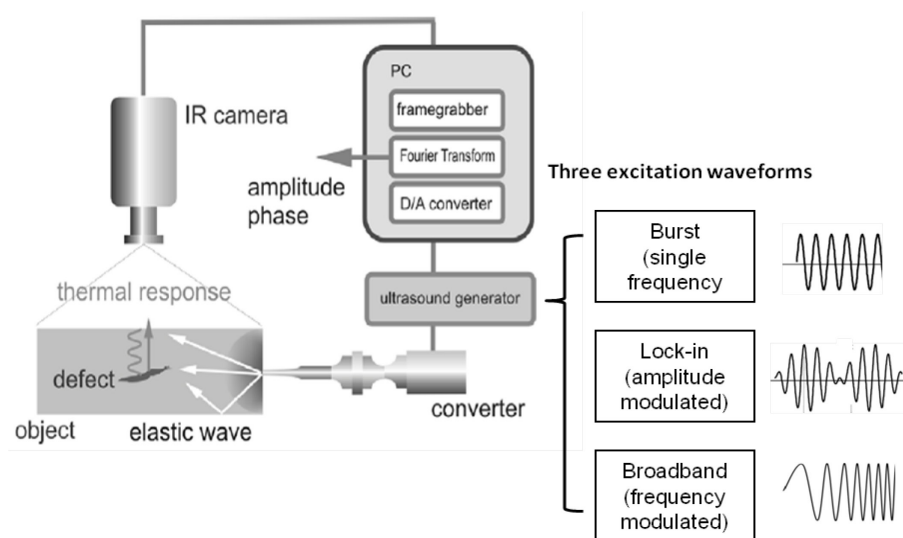 PC
framegrabber
Fourier Transform
D/A converter
IR camera
amplitude
phase
Three excitation waveforms
Burst
(single
frequency
thermal response
ultrasound generator
Lock-in
(amplitude
modulated)
defect
converter
object
elastic wave
Broadband
(frequency
modulated)